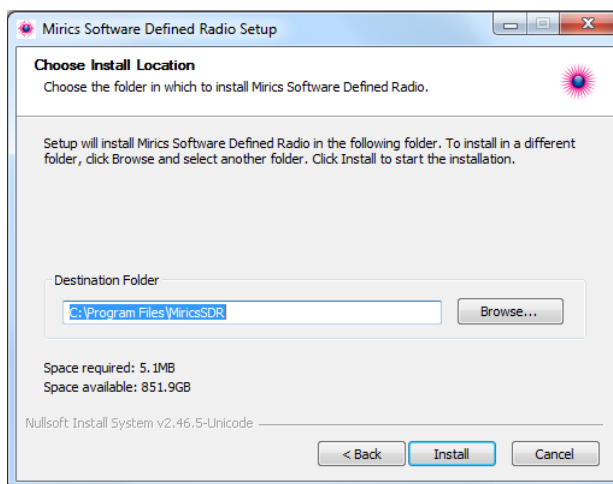 Mirics Software Defined Radio Setup
Choose Install Location
Choose the folder in which to install Mirics Software Defined Radio.
Setup will install Mirics Software Defined Radio in the following folder. To install in a different
folder, click Browse and select another folder. Click Install to start the installation.
Destination Folder
C:\Program Files\MiricsSDR
Browse...
Space required: 5.1MB
Space available: 851.9GB
Nullsoft Install System v2.46.5-Unicode
< Back
Install
Cancel